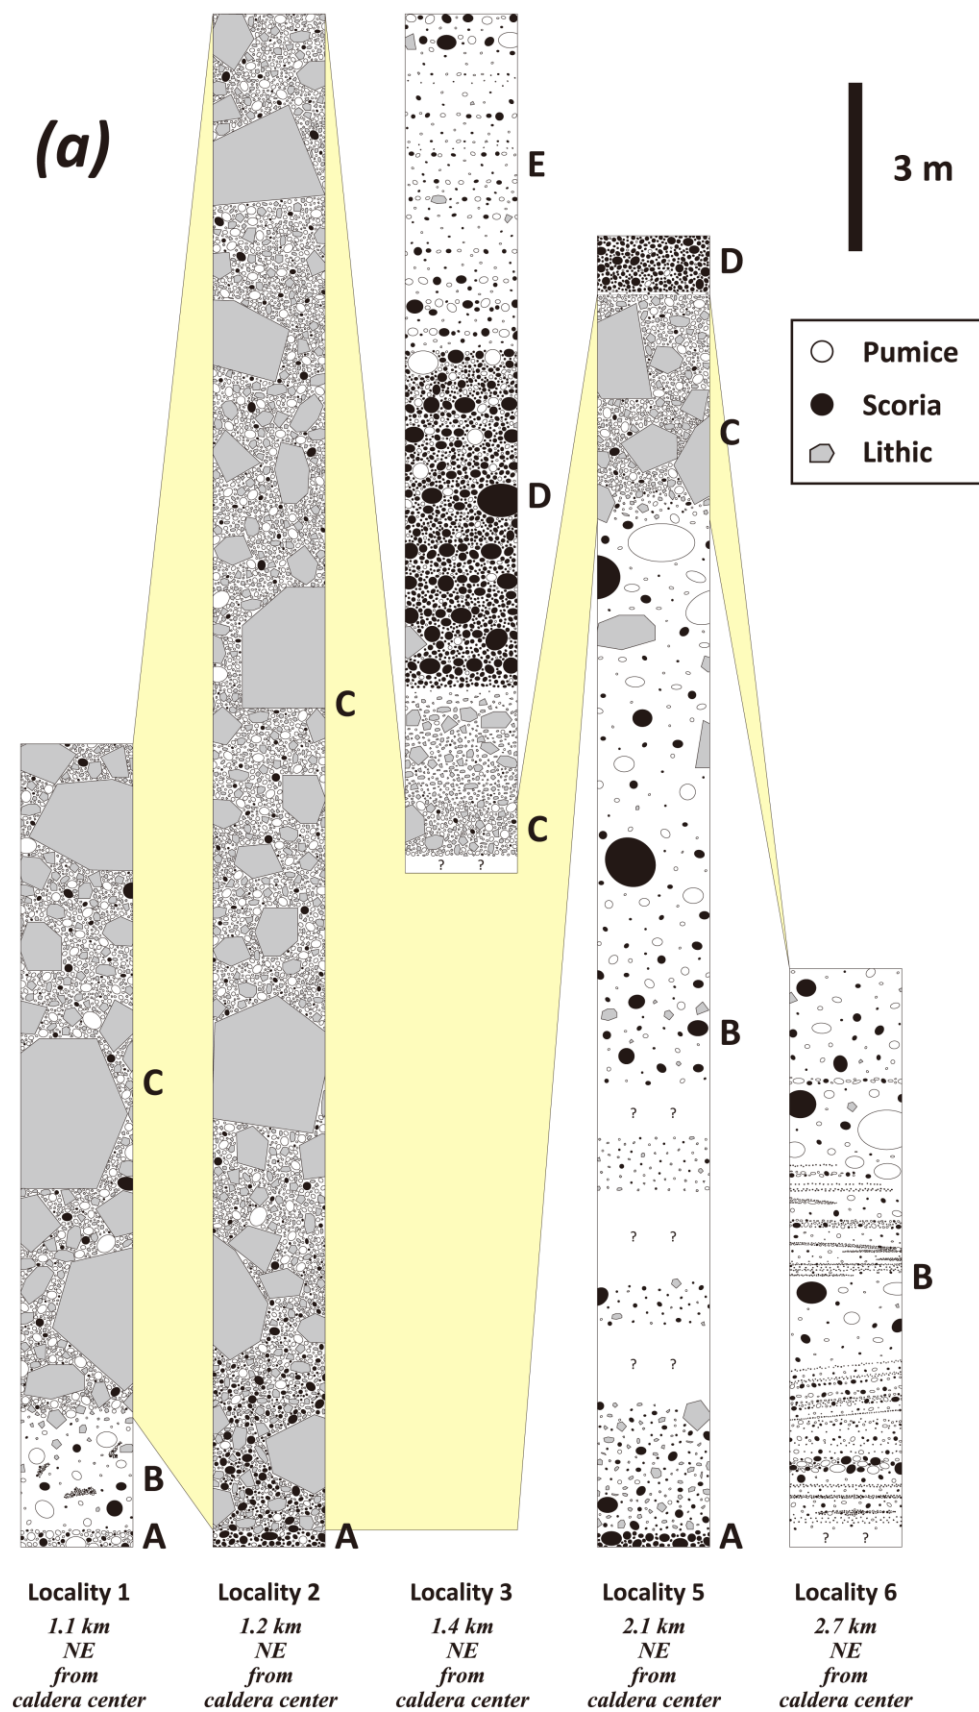 (a)
E
3 m
D
Pumice
Scoria
Lithic
C
D
C
C
? ?
B
C
? ?
? ?
? ?
B
B
A
A
A
? ?
Locality 1
1.1 km
NE
from
caldera center
Locality 2
1.2 km
NE
from
caldera center
Locality 3
1.4 km
NE
from
caldera center
Locality 5
2.1 km
NE
from
caldera center
Locality 6
2.7 km
NE
from
caldera center